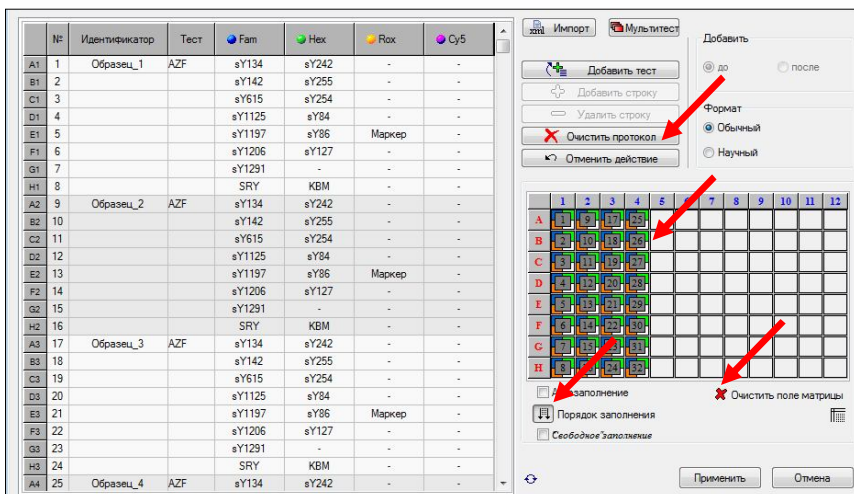 № Идентификатор Тест Fam Hex Rox Cy5
A1 1 Образец_1 AZF sY134 sY242 - -
B1 2 sY142 sY255 - -
C1 3 sY615 sY254 - -
D1 4 sY1125 sY84 - -
E1 5 sY1197 sY86 Маркер -
F1 6 sY1206 sY127 - -
G1 7 sY1291 - - -
H1 8 SRY KBM - -
A2 9 Образец_2 AZF sY134 sY242 - -
B2 10 sY142 sY255 - -
C2 11 sY615 sY254 - -
D2 12 sY1125 sY84 - -
E2 13 sY1197 sY86 Маркер -
F2 14 sY1206 sY127 - -
G2 15 sY1291 - - -
H2 16 SRY KBM - -
A3 17 Образец_3 AZF sY134 sY242 - -
B3 18 sY142 sY255 - -
C3 19 sY615 sY254 - -
D3 20 sY1125 sY84 - -
E3 21 sY1197 sY86 Маркер -
F3 22 sY1206 sY127 - -
G3 23 sY1291 - - -
H3 24 SRY KBM - -
A4 25 Образец_4 AZF sY134 sY242 - -
xml Импорт Мультитест
Добавить тест
Добавить строку
Удалить строку
Очистить протокол
Отменить действие
Добавить
до после
Формат
Обычный
Научный
1 2 3 4 5 7 8 9 10 11 12
A 1 9 17 25
B 2 10 18 26
C 3 11 19 27
D 4 12 20 28
E 5 13 21 29
F 6 14 22 30
G 7 15 31
H 8 24 32
Очистить поле матрицы
Порядок заполнения
Свободное заполнение
Применить Отмена